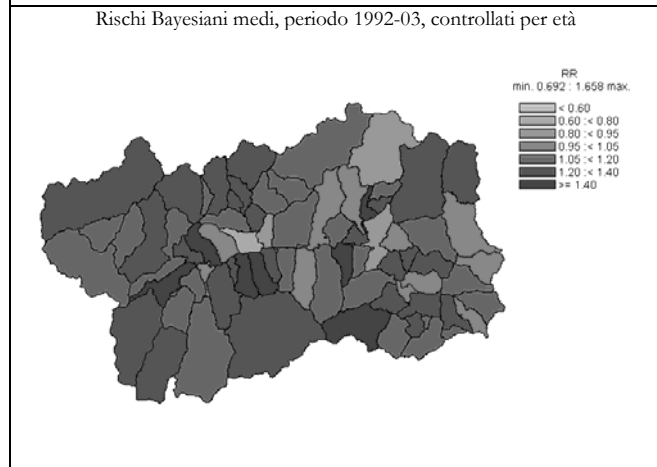 Rischi Bayesiani medi, periodo 1992-03, controllati per età
RR
min. 0.692 : 1.658 max.
< 0.60
0.60 :< 0.80
0.80 :< 0.95
0.95 :< 1.05
1.05 :< 1.20
1.20 :< 1.40
>= 1.40